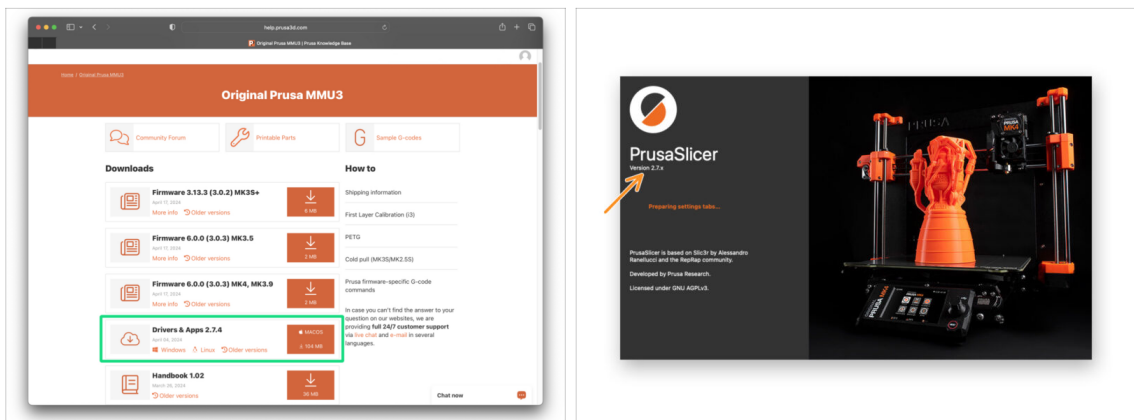 help.prusa3d.com
Original Prusa MMU3 | Prusa Knowledge Base
Home / Original Prusa MMU3
Original Prusa MMU3
Community Forum
Printable Parts
Sample G-codes
Downloads
Firmware 3.13.3 (3.0.2) MK3S+
April 17, 2024
More info Older versions
6 MB
Firmware 6.0.0 (3.0.3) MK3.5
April 17, 2024
More info Older versions
2 MB
Firmware 6.0.0 (3.0.3) MK4, MK3.9
April 17, 2024
More info Older versions
2 MB
Drivers & Apps 2.7.4
April 04, 2024
Windows Linux Older versions
MACOS
104 MB
Handbook 1.02
March 26, 2024
Older versions
36 MB
How to
Shipping information
First Layer Calibration (i3)
PETG
Cold pull (MK3S/MK2.5S)
Prusa firmware-specific G-code
commands
In case you can't find the answer to your
question on our websites, we are
providing full 24/7 customer support
via live chat and e-mail in several
languages.
Chat now
PrusaSlicer
Version 2.7.x
Preparing settings tabs...
PrusaSlicer is based on Slic3r by Alessandro
Ranellucci and the RepRap community.
Developed by Prusa Research.
Licensed under GNU AGPLv3.
PRUSA
PRUSA
MK4
PRUSA MK4